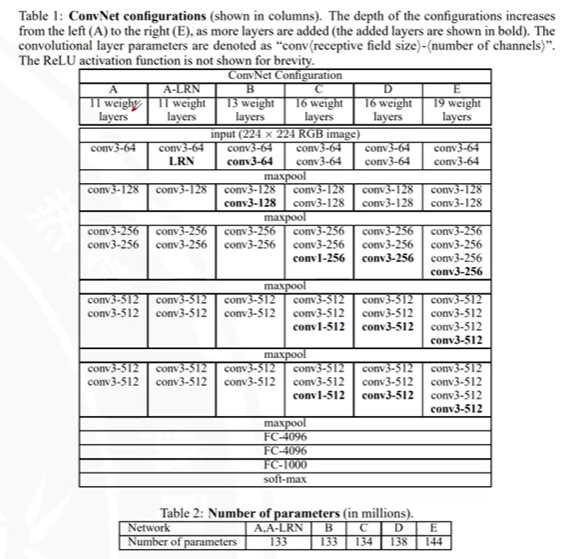 Table 1: ConvNet configurations (shown in columns). The depth of the configurations increases
from the left (A) to the right (E), as more layers are added (the added layers are shown in bold). The
convolutional layer parameters are denoted as “conv⟨receptive field size⟩-⟨number of channels⟩”.
The ReLU activation function is not shown for brevity.
ConvNet Configuration
A A-LRN B C D E
11 weight 11 weight 13 weight 16 weight 16 weight 19 weight
layers layers layers layers layers layers
input (224 × 224 RGB image)
conv3-64 conv3-64 conv3-64 conv3-64 conv3-64 conv3-64
LRN conv3-64 conv3-64 conv3-64 conv3-64
maxpool
conv3-128 conv3-128 conv3-128 conv3-128 conv3-128 conv3-128
conv3-128 conv3-128 conv3-128 conv3-128
maxpool
conv3-256 conv3-256 conv3-256 conv3-256 conv3-256 conv3-256
conv3-256 conv3-256 conv3-256 conv3-256 conv3-256 conv3-256
conv1-256 conv3-256 conv3-256
conv3-256
maxpool
conv3-512 conv3-512 conv3-512 conv3-512 conv3-512 conv3-512
conv3-512 conv3-512 conv3-512 conv3-512 conv3-512 conv3-512
conv1-512 conv3-512 conv3-512
conv3-512
maxpool
conv3-512 conv3-512 conv3-512 conv3-512 conv3-512 conv3-512
conv3-512 conv3-512 conv3-512 conv3-512 conv3-512 conv3-512
conv1-512 conv3-512 conv3-512
conv3-512
maxpool
FC-4096
FC-4096
FC-1000
soft-max
Table 2: Number of parameters (in millions).
Network A,A-LRN B C D E
Number of parameters 133 133 134 138 144